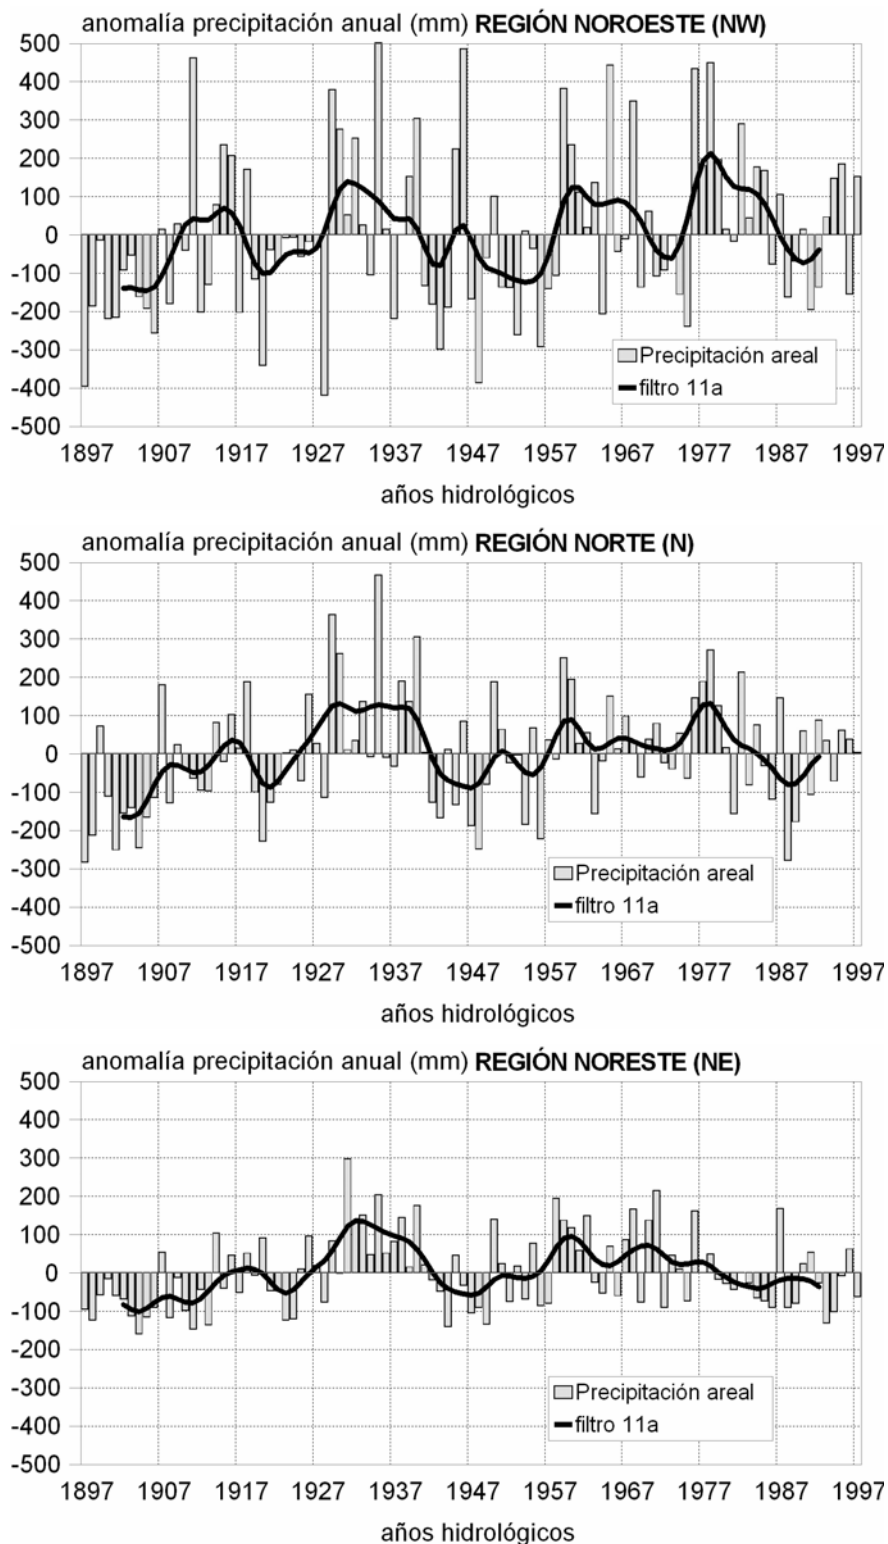 anomalía precipitación anual (mm) REGIÓN NOROESTE (NW)
500
400
300
200
100
0
-100
-200
-300
-400
-500
Precipitación areal
filtro 11a
1897 1907 1917 1927 1937 1947 1957 1967 1977 1987 1997
años hidrológicos
anomalía precipitación anual (mm) REGIÓN NORTE (N)
500
400
300
200
100
0
-100
-200
-300
-400
-500
Precipitación areal
filtro 11a
1897 1907 1917 1927 1937 1947 1957 1967 1977 1987 1997
años hidrológicos
anomalía precipitación anual (mm) REGIÓN NORESTE (NE)
500
400
300
200
100
0
-100
-200
-300
-400
-500
Precipitación areal
filtro 11a
1897 1907 1917 1927 1937 1947 1957 1967 1977 1987 1997
años hidrológicos